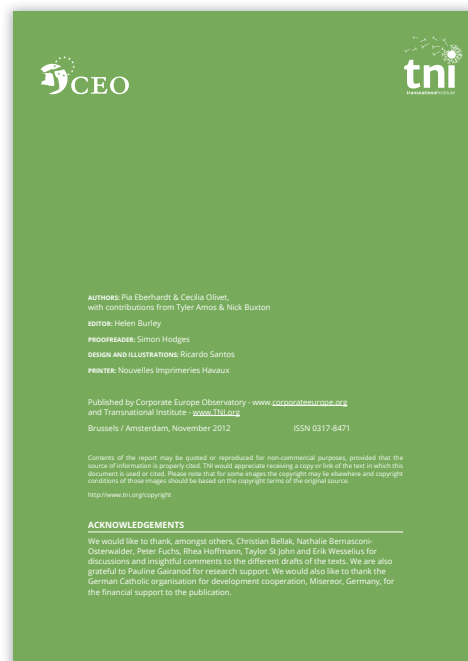 CEO
tni
transnationalinstitute
AUTHORS: Pia Eberhardt & Cecilia Olivet,
with contributions from Tyler Amos & Nick Buxton
EDITOR: Helen Burley
PROOFREADER: Simon Hodges
DESIGN AND ILLUSTRATIONS: Ricardo Santos
PRINTER: Nouvelles Imprimeries Havaux
Published by Corporate Europe Observatory - www.corporateeurope.org
and Transnational Institute - www.TNI.org
Brussels / Amsterdam, November 2012 ISSN 0317-8471
Contents of the report may be quoted or reproduced for non-commercial purposes, provided that the
source of information is properly cited. TNI would appreciate receiving a copy or link of the text in which this
document is used or cited. Please note that for some images the copyright may lie elsewhere and copyright
conditions of those images should be based on the copyright terms of the original source.
http://www.tni.org/copyright
ACKNOWLEDGEMENTS
We would like to thank, amongst others, Christian Bellak, Nathalie Bernasconi-
Osterwalder, Peter Fuchs, Rhea Hoffmann, Taylor St John and Erik Wesselius for
discussions and insightful comments to the different drafts of the texts. We are also
grateful to Pauline Gairanod for research support. We would also like to thank the
German Catholic organisation for development cooperation, Misereor, Germany, for
the financial support to the publication.